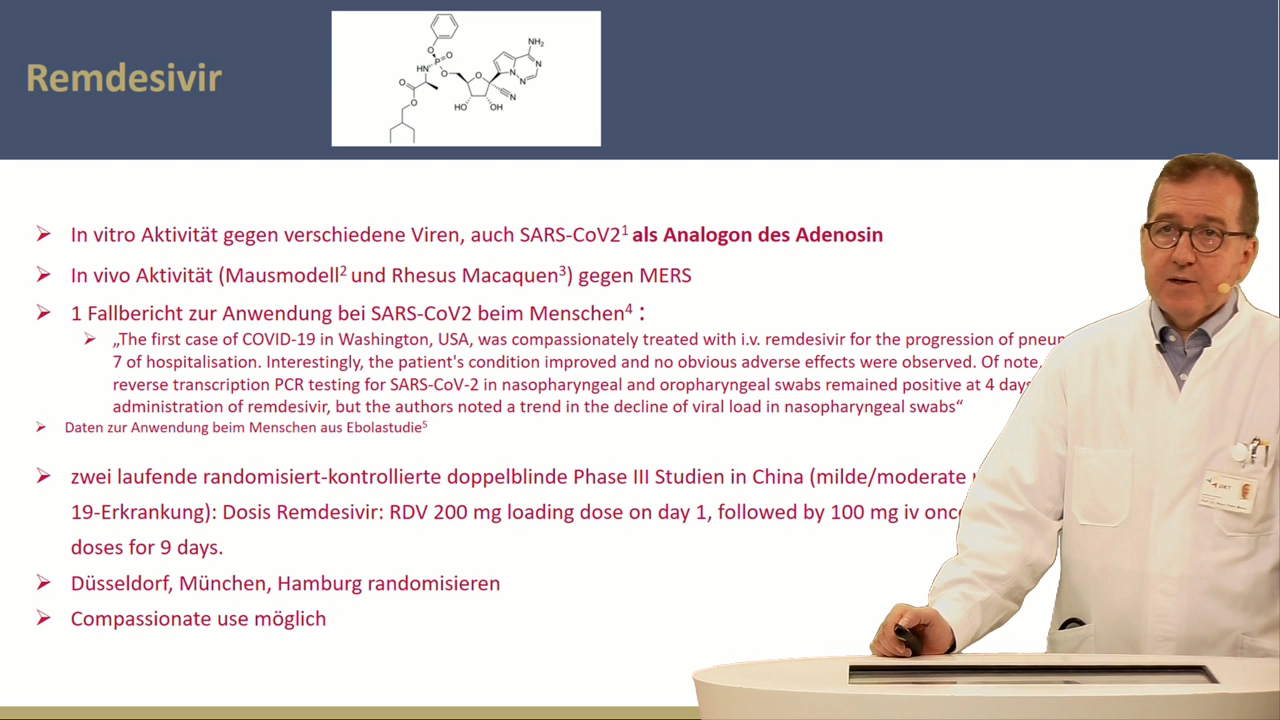 Remdesivir
NH₂
O
O
P
HN
O
O
N
N
N
O
N
O
HO
OH
➢ In vitro Aktivität gegen verschiedene Viren, auch SARS-CoV2¹ als Analogon des Adenosin
➢ In vivo Aktivität (Mausmodell² und Rhesus Macaquen³) gegen MERS
➢ 1 Fallbericht zur Anwendung bei SARS-CoV2 beim Menschen⁴ :
➢ „The first case of COVID-19 in Washington, USA, was compassionately treated with i.v. remdesivir for the progression of
7 of hospitalisation. Interestingly, the patient's condition improved and no obvious adverse effects were observed. Of note,
reverse transcription PCR testing for SARS-CoV-2 in nasopharyngeal and oropharyngeal swabs remained positive at 4 days
administration of remdesivir, but the authors noted a trend in the decline of viral load in nasopharyngeal swabs“
➢ Daten zur Anwendung beim Menschen aus Ebolastudie⁵
➢ zwei laufende randomisiert-kontrollierte doppelblinde Phase III Studien in China (milde/moderate
19-Erkrankung): Dosis Remdesivir: RDV 200 mg loading dose on day 1, followed by 100 mg iv
doses for 9 days.
➢ Düsseldorf, München, Hamburg randomisieren
➢ Compassionate use möglich